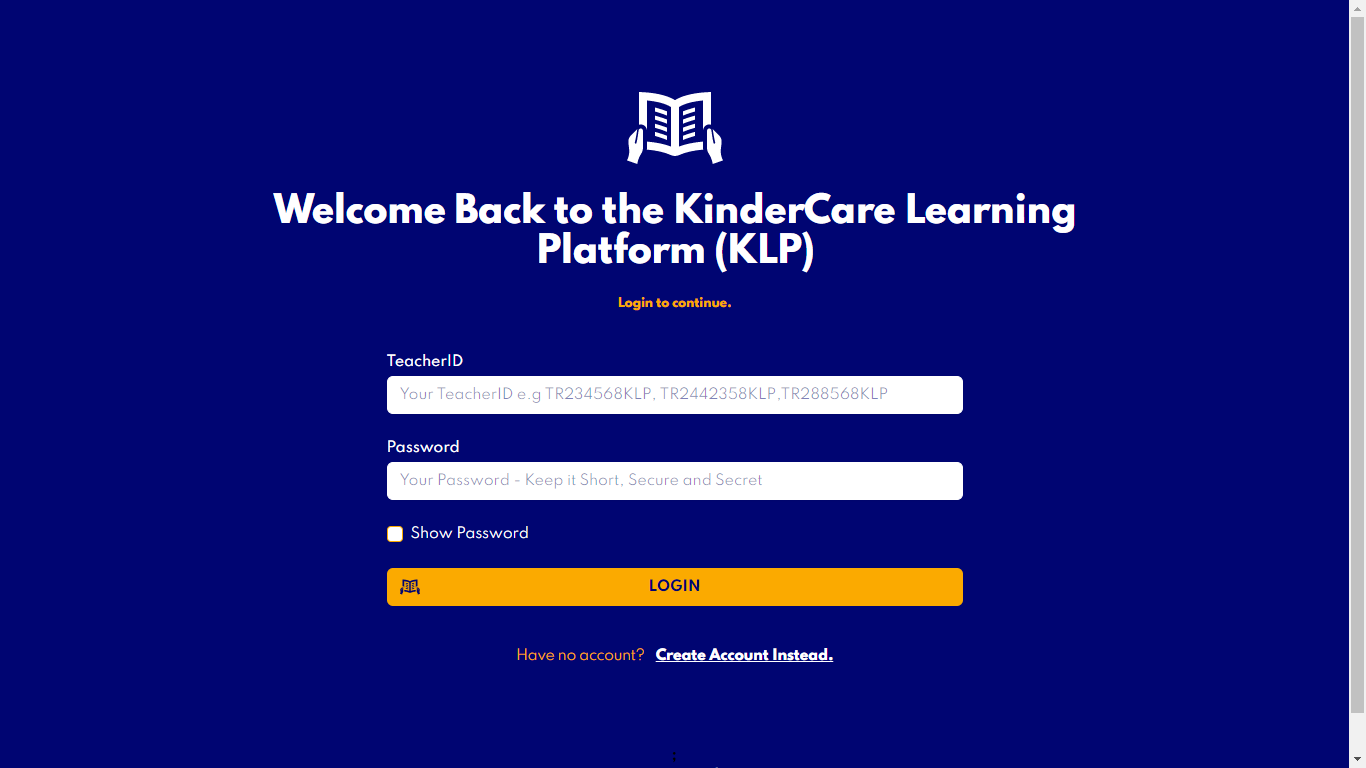 Welcome Back to the KinderCare Learning
Platform (KLP)
Login to continue.
TeacherID
Your TeacherID e.g TR234568KLP, TR2442358KLP,TR288568KLP
Password
Your Password - Keep it Short, Secure and Secret
Show Password
LOGIN
Have no account? Create Account Instead.